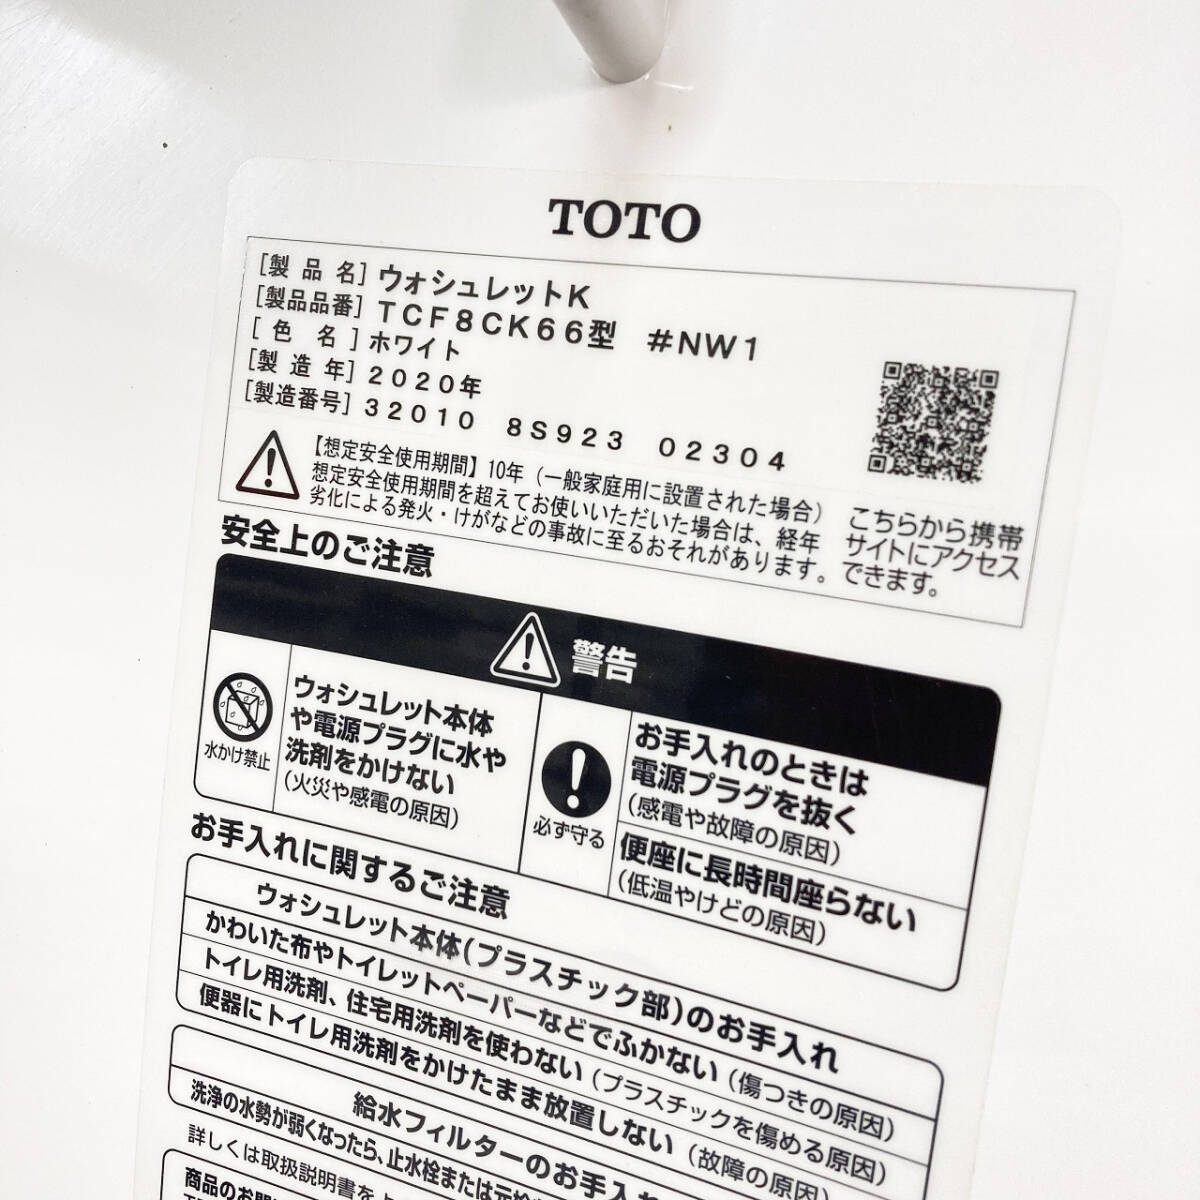 TOTO
[製品名] ウォシュレットK
[製品品番] TCF8CK66型 #NW1
[色名] ホワイト
[製造年] 2020年
[製造番号] 32010 8S923 02304
【想定安全使用期間】10年(一般家庭用に設置された場合)
想定安全使用期間を超えてお使いいただいた場合は、経年
劣化による発火・けがなどの事故に至るおそれがあります。
こちらから携帯
サイトにアクセス
できます。
安全上のご注意
警告
水かけ禁止
ウォシュレット本体
や電源プラグに水や
洗剤をかけない
(火災や感電の原因)
必ず守る
お手入れのときは
電源プラグを抜く
(感電や故障の原因)
便座に長時間座らない
(低温やけどの原因)
お手入れに関するご注意
ウォシュレット本体(プラスチック部)のお手入れ
かわいた布やトイレットペーパーなどでふかない(傷つきの原因)
トイレ用洗剤、住宅用洗剤を使わない(プラスチックを傷める原因)
便器にトイレ用洗剤をかけたまま放置しない(故障の原因)
給水フィルターのお手入れ
洗浄の水勢が弱くなったら、止水栓または元栓
詳しくは取扱説明書を
商品のお問